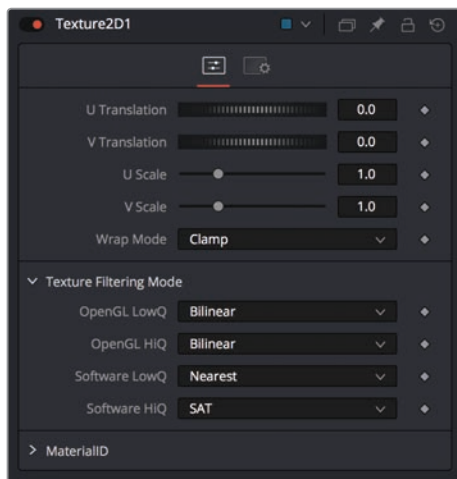 Texture2D1
U Translation 0.0
V Translation 0.0
U Scale 1.0
V Scale 1.0
Wrap Mode Clamp
Texture Filtering Mode
OpenGL LowQ Bilinear
OpenGL HiQ Bilinear
Software LowQ Nearest
Software HiQ SAT
MaterialID